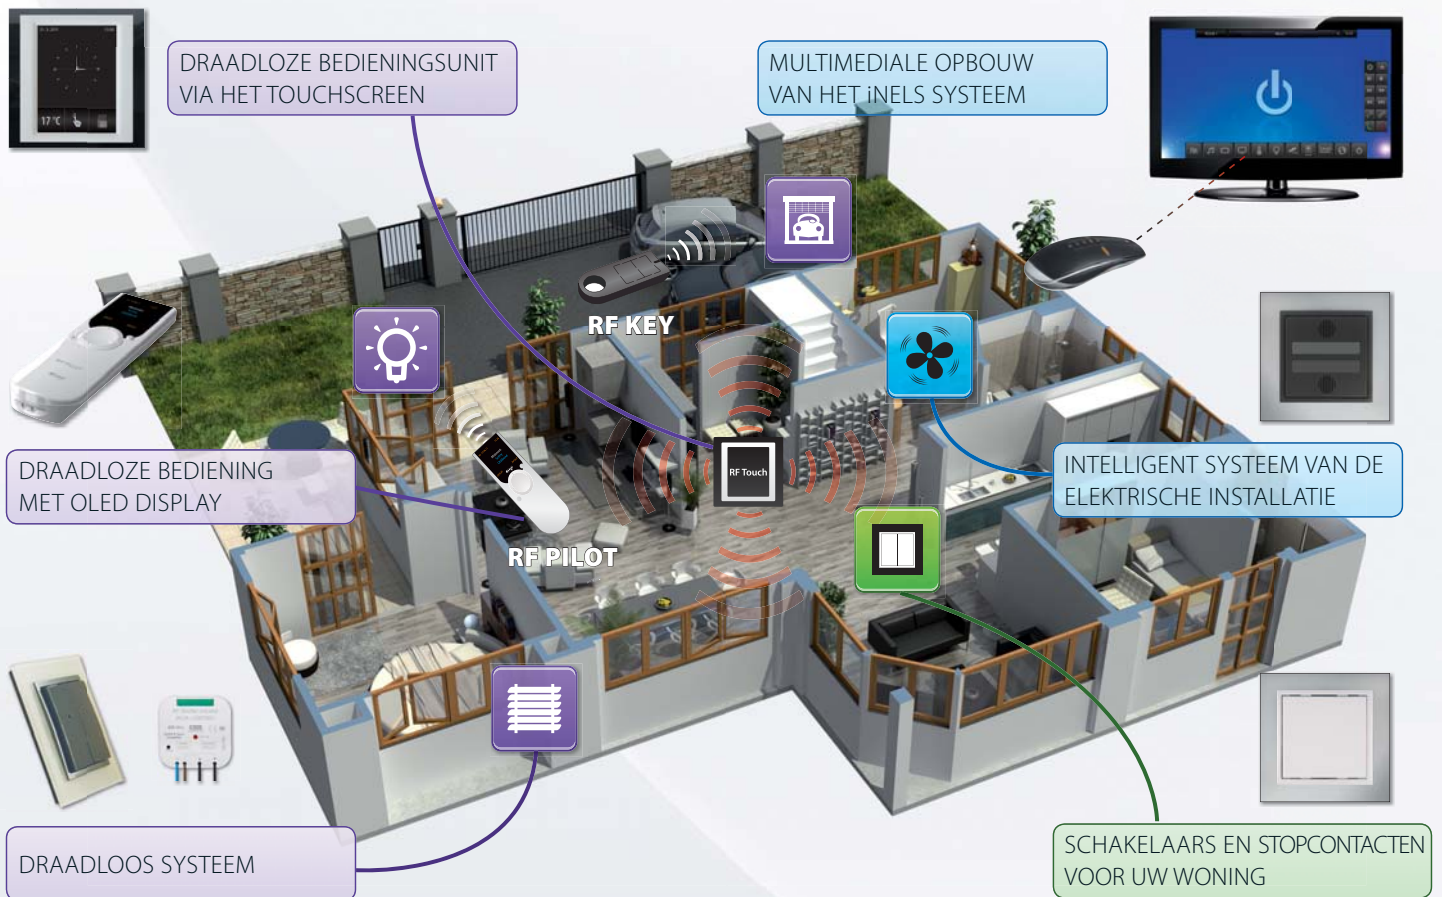 DRAADLOZE BEDIENINGSUNIT
VIA HET TOUCHSCREEN
MULTIMEDIALE OPBOUW
VAN HET iNELS SYSTEEM
17 °C
RF KEY
DRAADLOZE BEDIENING
MET OLED DISPLAY
RF Touch
INTELLIGENT SYSTEEM VAN DE
ELEKTRISCHE INSTALLATIE
RF PILOT
DRAADLOOS SYSTEEM
SCHAKELAARS EN STOPCONTACTEN
VOOR UW WONING